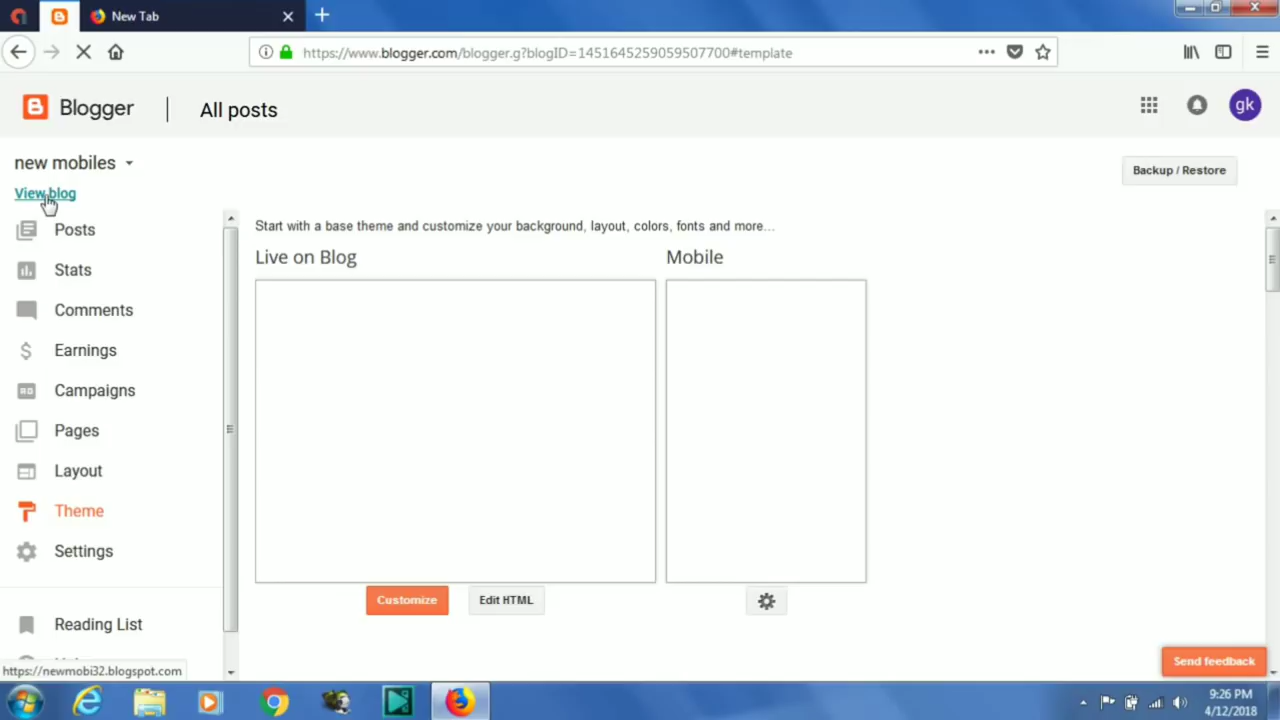 New Tab
https://www.blogger.com/blogger.g?blogID=1451645259059507700#template
Blogger
All posts
gk
new mobiles
Backup / Restore
View blog
Posts
Stats
Comments
Earnings
Campaigns
Pages
Layout
Theme
Settings
Reading List
Start with a base theme and customize your background, layout, colors, fonts and more...
Live on Blog
Mobile
Customize
Edit HTML
Send feedback
https://newmobi32.blogspot.com
9:26 PM
4/12/2018